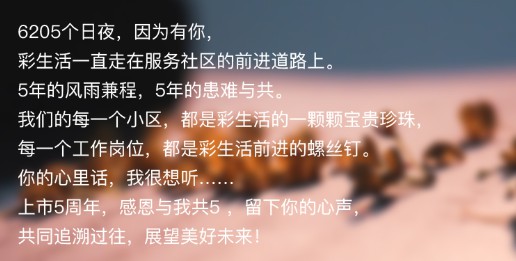 6205个日夜，因为有你，
彩生活一直走在服务社区的前进道路上。
5年的风雨兼程，5年的患难与共。
我们的每一个小区，都是彩生活的一颗颗宝贵珍珠，
每一个工作岗位，都是彩生活前进的螺丝钉。
你的心里话，我很想听......
上市5周年，感恩与我共5 ，留下你的心声，
共同追溯过往，展望美好未来！